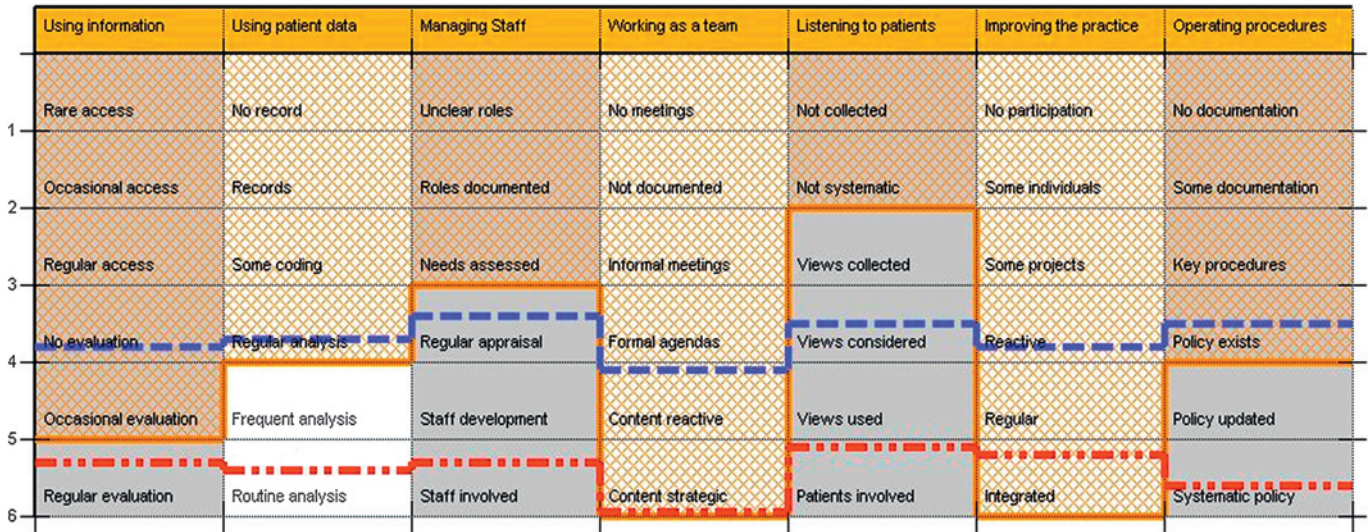 Using information Using patient data Managing Staff Working as a team Listening to patients Improving the practice Operating procedures
Rare access No record Unclear roles No meetings Not collected No participation No documentation
1
Occasional access Records Roles documented Not documented Not systematic Some individuals Some documentation
2
Regular access Some coding Needs assessed Informal meetings Views collected Some projects Key procedures
3
No evaluation Regular analysis Regular appraisal Formal agendas Views considered Reactive Policy exists
4
Occasional evaluation Frequent analysis Staff development Content reactive Views used Regular Policy updated
5
Regular evaluation Routine analysis Staff involved Content strategic Patients involved Integrated Systematic policy
6